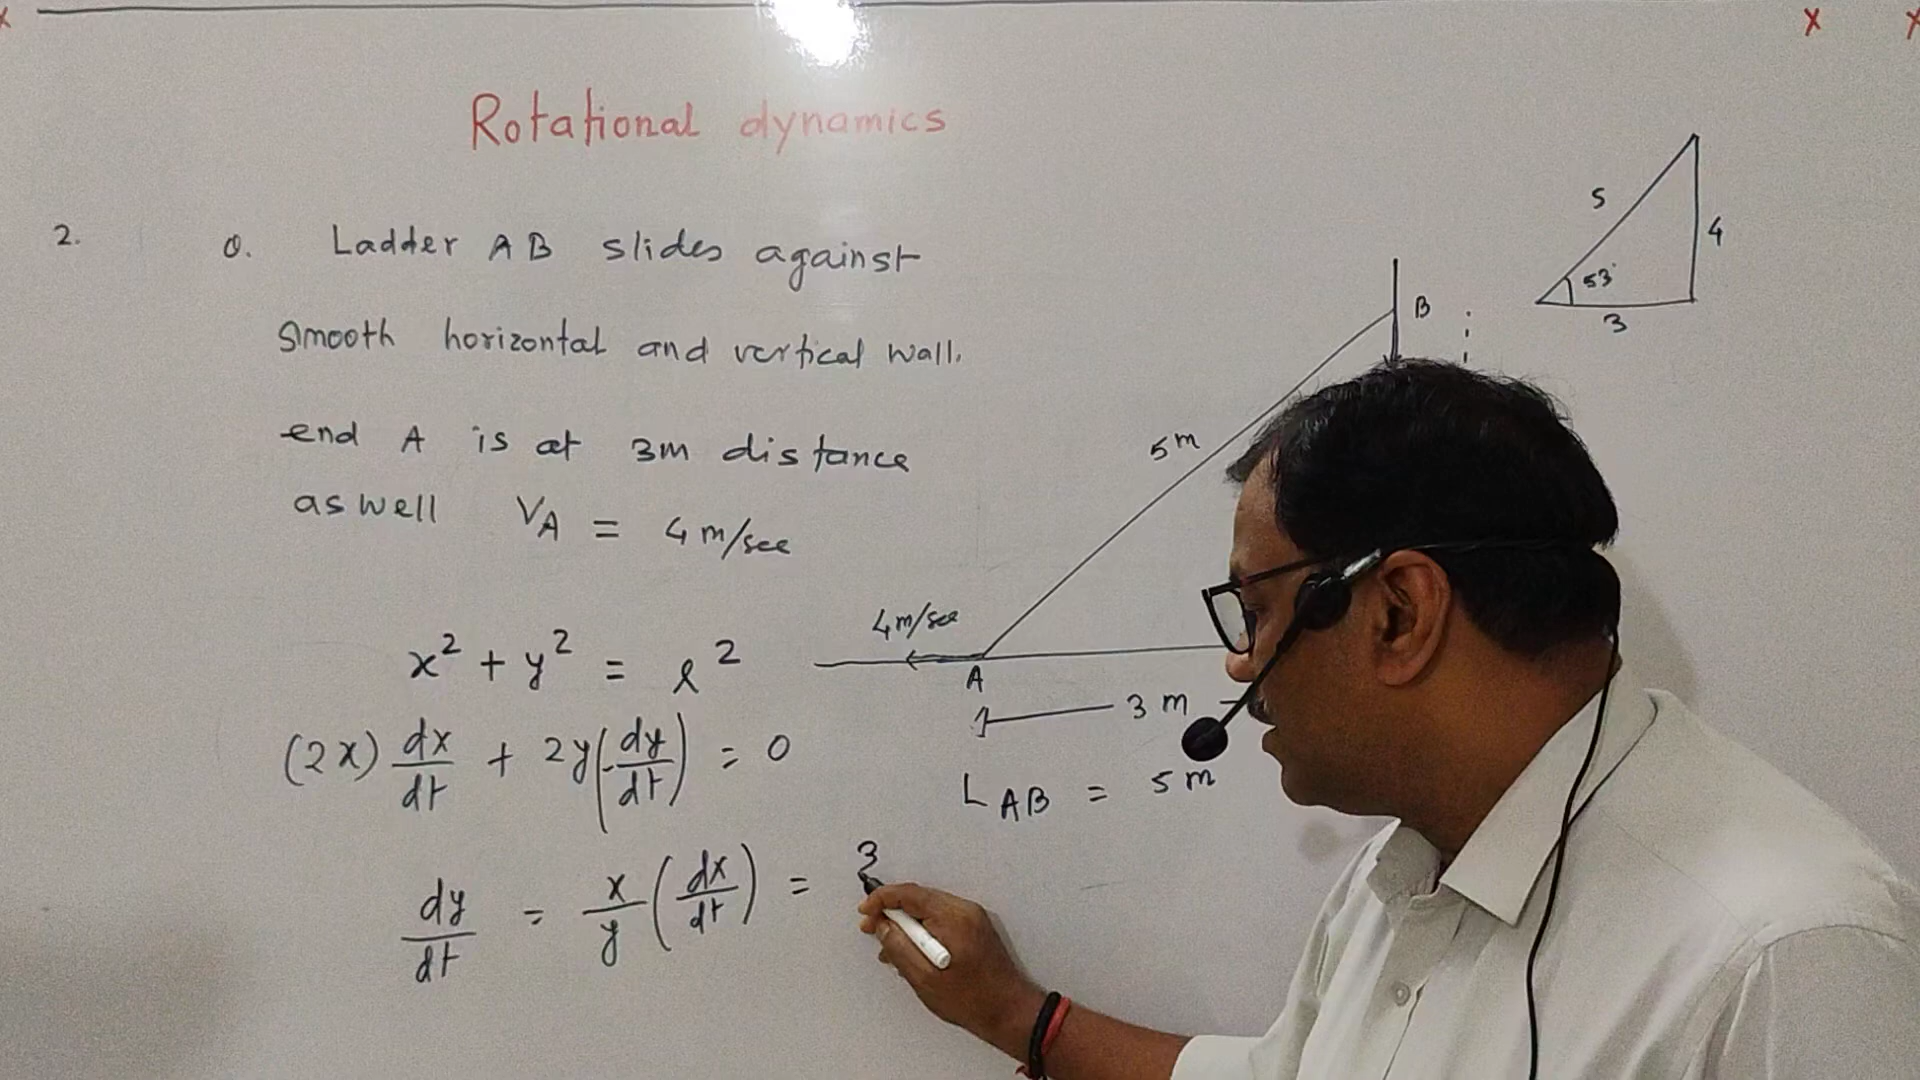 x x x
Rotational dynamics
2. Q. Ladder AB slides against
smooth horizontal and vertical wall.
end A is at 3m distance
as well V_A = 4 m/sec
x² + y² = l²
(2x) dx/dt + 2y(-dy/dt) = 0
dy/dt = x/y (dx/dt) = 3
5
4
53°
3
B
5 m
4 m/sec
A
3 m
L_AB = 5 m